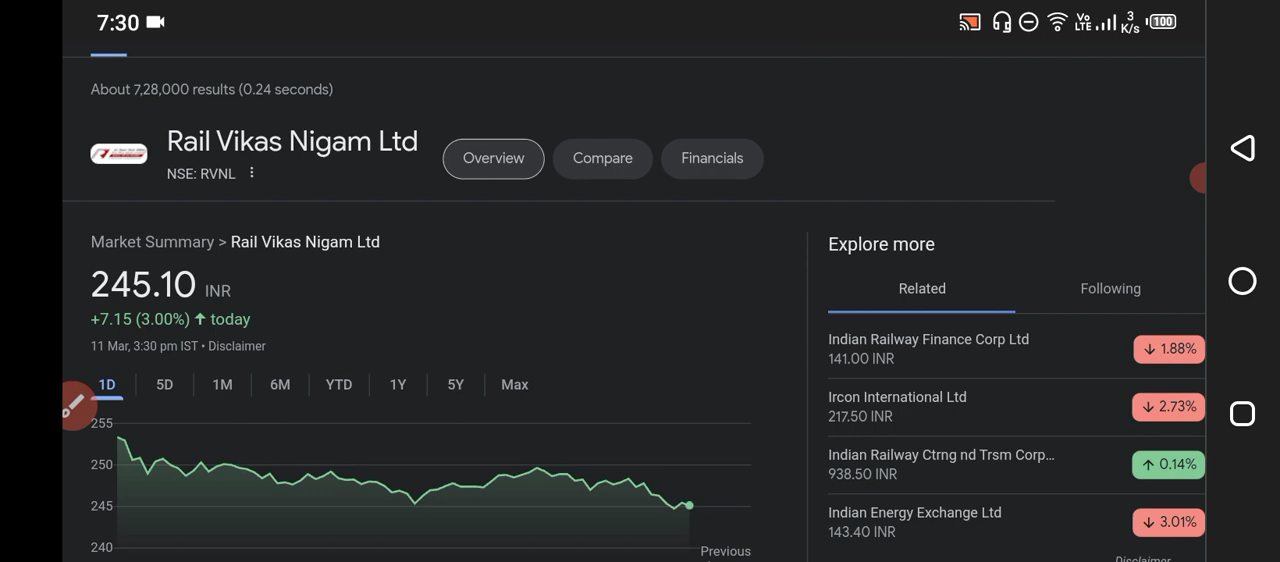 7:30
Vo
LTE
3
K/s
100
About 7,28,000 results (0.24 seconds)
Rail Vikas Nigam Ltd
NSE: RVNL
Overview
Compare
Financials
Market Summary > Rail Vikas Nigam Ltd
245.10 INR
+7.15 (3.00%) ↑ today
11 Mar, 3:30 pm IST • Disclaimer
1D 5D 1M 6M YTD 1Y 5Y Max
255
250
245
240
Previous
Explore more
Related Following
Indian Railway Finance Corp Ltd
141.00 INR
↓ 1.88%
Ircon International Ltd
217.50 INR
↓ 2.73%
Indian Railway Ctrng nd Trsm Corp...
938.50 INR
↑ 0.14%
Indian Energy Exchange Ltd
143.40 INR
↓ 3.01%
Disclaimer